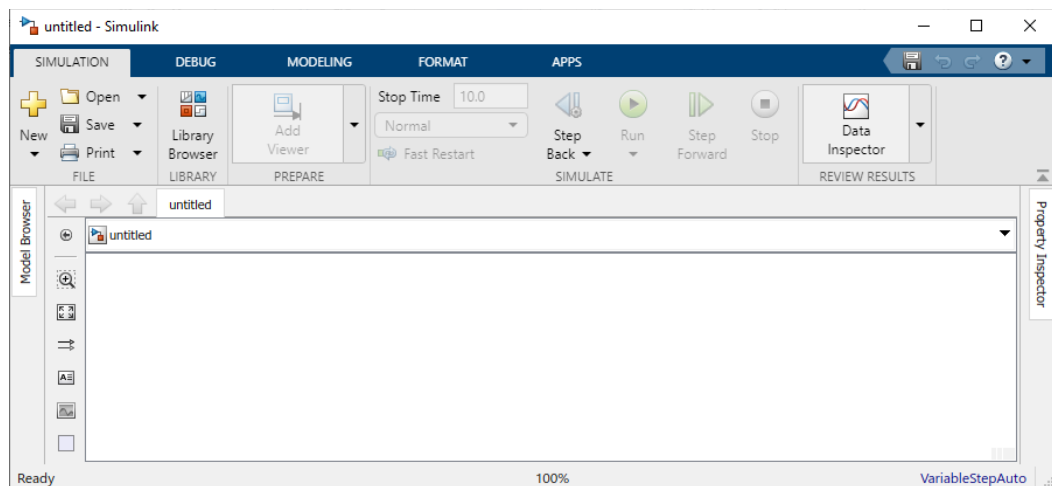 untitled - Simulink
SIMULATION DEBUG MODELING FORMAT APPS
?
New
Open
Save
Print
FILE
Library
Browser
LIBRARY
Add
Viewer
PREPARE
Stop Time 10.0
Normal
Fast Restart
Step
Back
Run
Step
Forward
Stop
SIMULATE
Data
Inspector
REVIEW RESULTS
Model Browser
untitled
untitled
A
Property Inspector
Ready 100% VariableStepAuto